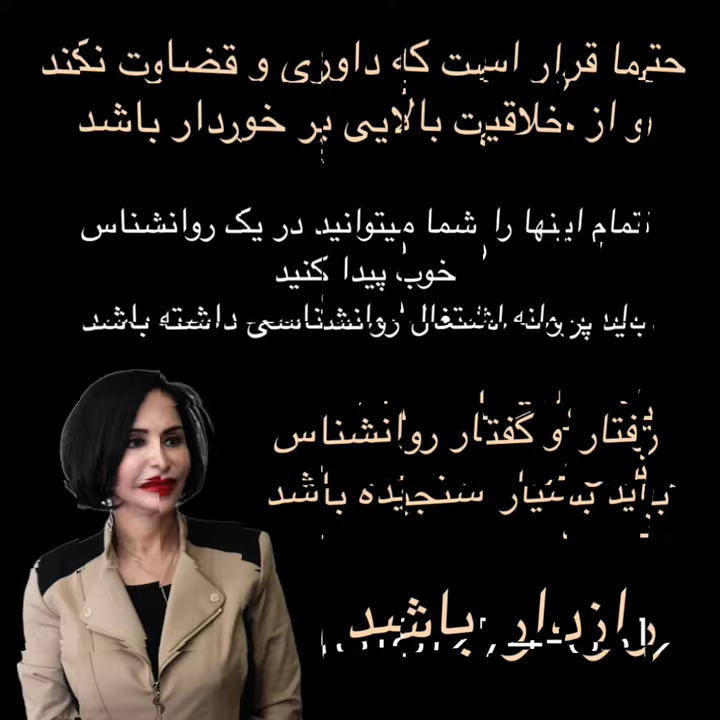 حتما قرار است که داوری و قضاوت نکند
و از خلاقیت بالایی بر خوردار باشد
تمام اینها را شما میتوانید در یک روانشناس
خوب پیدا کنید
باید پروانه اشتغال روانشناسی داشته باشد
رفتار و گفتار روانشناس
باید بسیار سنجیده باشد
رازدار باشید